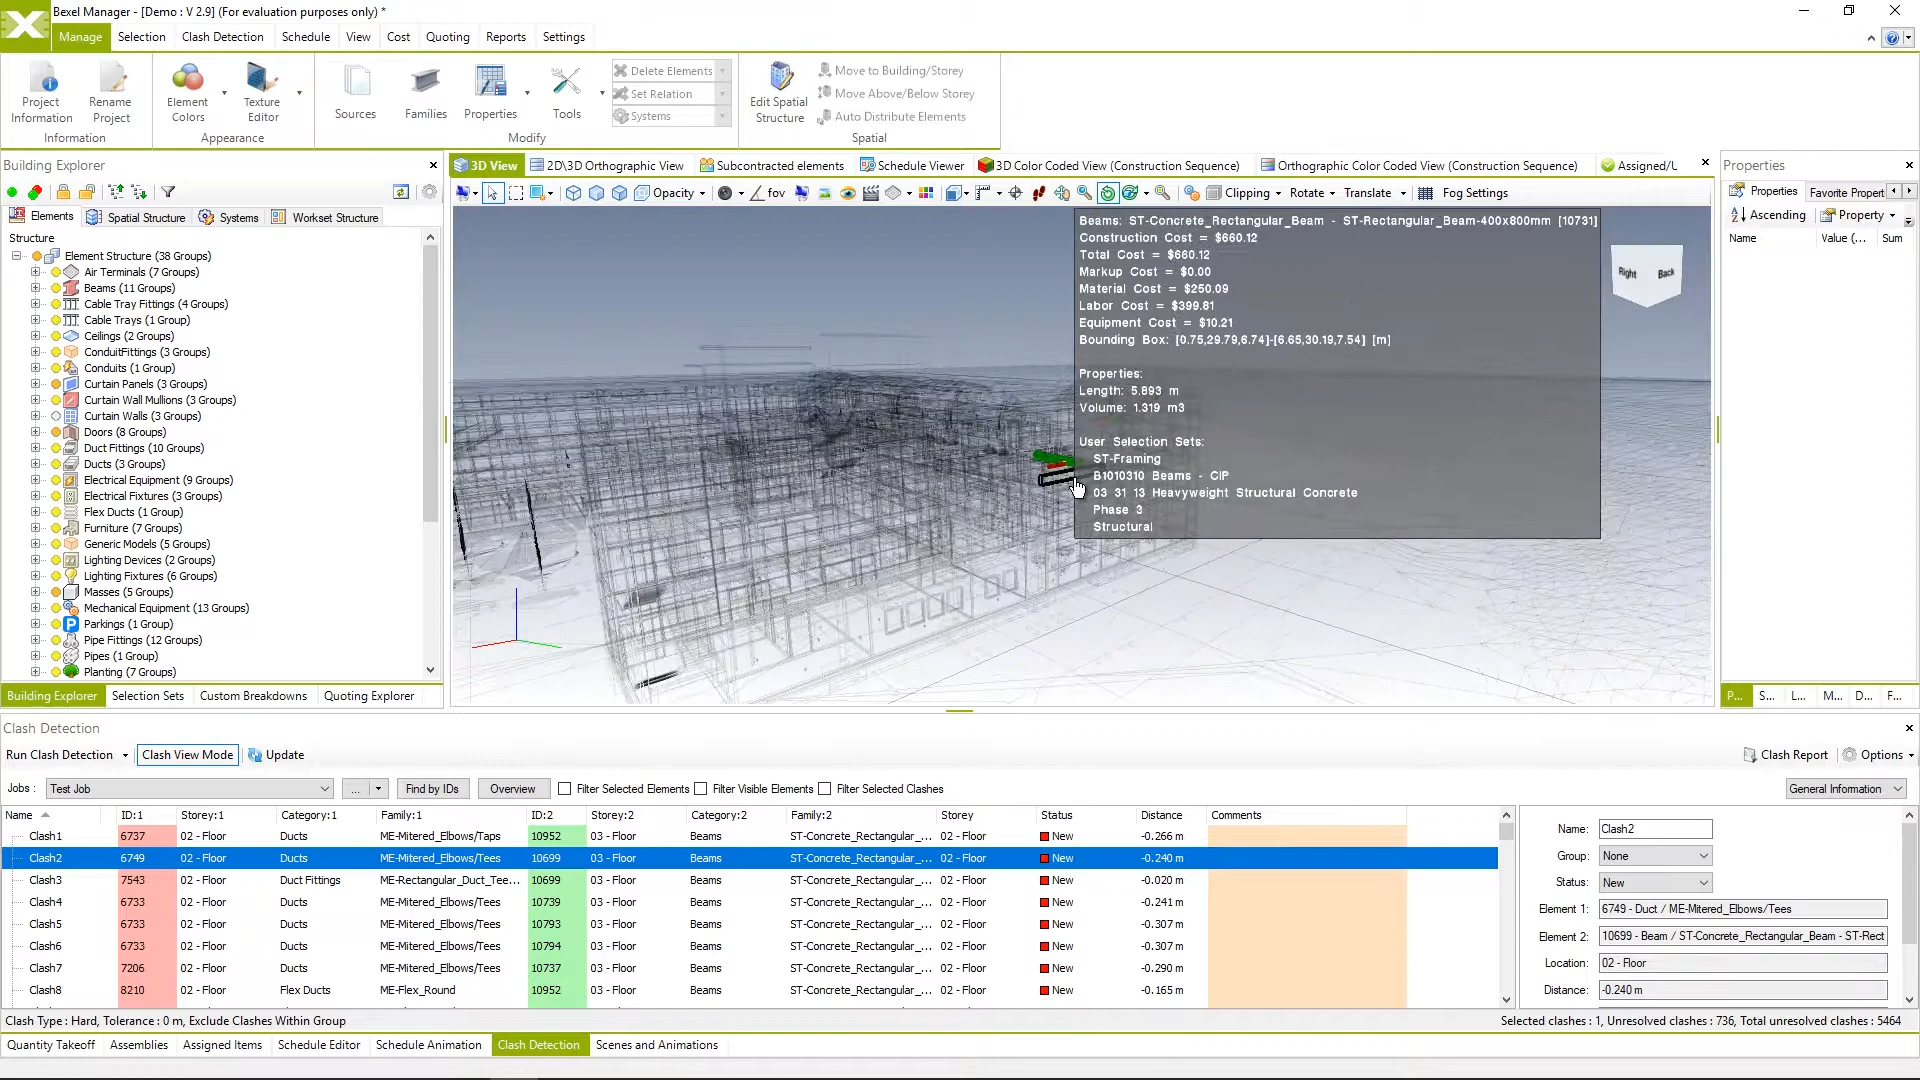 Bexel Manager - [Demo : V 2.9] (For evaluation purposes only) *
Manage Selection Clash Detection Schedule View Cost Quoting Reports Settings
Project Information
Rename Project
Information
Element Colors
Texture Editor
Appearance
Sources
Families
Properties
Tools
Delete Elements
Set Relation
Systems
Modify
Edit Spatial Structure
Move to Building/Storey
Move Above/Below Storey
Auto Distribute Elements
Spatial
Building Explorer
Elements Spatial Structure Systems Workset Structure
Structure
Element Structure (38 Groups)
Air Terminals (7 Groups)
Beams (11 Groups)
Cable Tray Fittings (4 Groups)
Cable Trays (1 Group)
Ceilings (2 Groups)
ConduitFittings (3 Groups)
Conduits (1 Group)
Curtain Panels (3 Groups)
Curtain Wall Mullions (3 Groups)
Curtain Walls (3 Groups)
Doors (8 Groups)
Duct Fittings (10 Groups)
Ducts (3 Groups)
Electrical Equipment (9 Groups)
Electrical Fixtures (3 Groups)
Flex Ducts (1 Group)
Furniture (7 Groups)
Generic Models (5 Groups)
Lighting Devices (2 Groups)
Lighting Fixtures (6 Groups)
Masses (5 Groups)
Mechanical Equipment (13 Groups)
Parkings (1 Group)
Pipe Fittings (12 Groups)
Pipes (1 Group)
Planting (7 Groups)
Building Explorer Selection Sets Custom Breakdowns Quoting Explorer
3D View 2D\3D Orthographic View Subcontracted elements Schedule Viewer 3D Color Coded View (Construction Sequence) Orthographic Color Coded View (Construction Sequence) Assigned/U
Opacity fov Clipping Rotate Translate Fog Settings
Beams: ST-Concrete_Rectangular_Beam - ST-Rectangular_Beam-400x800mm [10731]
Construction Cost = $660.12
Total Cost = $660.12
Markup Cost = $0.00
Material Cost = $250.09
Labor Cost = $399.81
Equipment Cost = $10.21
Bounding Box: [0.75,29.79,6.74]-[6.65,30.19,7.54] [m]
Properties:
Length: 5.893 m
Volume: 1.319 m3
User Selection Sets:
ST-Framing
B1010310 Beams - CIP
03 31 13 Heavyweight Structural Concrete
Phase 3
Structural
Right Back
Properties
Properties Favorite Propert
Ascending Property
Name Value (... Sum
P... S... L... M... D... F...
Clash Detection
Run Clash Detection Clash View Mode Update Clash Report Options
Jobs : Test Job ... Find by IDs Overview Filter Selected Elements Filter Visible Elements Filter Selected Clashes General Information
Name ID:1 Storey:1 Category:1 Family:1 ID:2 Storey:2 Category:2 Family:2 Storey Status Distance Comments
Clash1 6737 02 - Floor Ducts ME-Mitered_Elbows/Taps 10952 03 - Floor Beams ST-Concrete_Rectangular_... 02 - Floor New -0.266 m
Clash2 6749 02 - Floor Ducts ME-Mitered_Elbows/Tees 10699 03 - Floor Beams ST-Concrete_Rectangular_... 02 - Floor New -0.240 m
Clash3 7543 02 - Floor Duct Fittings ME-Rectangular_Duct_Tee... 10699 03 - Floor Beams ST-Concrete_Rectangular_... 02 - Floor New -0.020 m
Clash4 6733 02 - Floor Ducts ME-Mitered_Elbows/Tees 10739 03 - Floor Beams ST-Concrete_Rectangular_... 02 - Floor New -0.241 m
Clash5 6733 02 - Floor Ducts ME-Mitered_Elbows/Tees 10793 03 - Floor Beams ST-Concrete_Rectangular_... 02 - Floor New -0.307 m
Clash6 6733 02 - Floor Ducts ME-Mitered_Elbows/Tees 10794 03 - Floor Beams ST-Concrete_Rectangular_... 02 - Floor New -0.307 m
Clash7 7206 02 - Floor Ducts ME-Mitered_Elbows/Tees 10737 03 - Floor Beams ST-Concrete_Rectangular_... 02 - Floor New -0.290 m
Clash8 8210 02 - Floor Flex Ducts ME-Flex_Round 10952 03 - Floor Beams ST-Concrete_Rectangular_... 02 - Floor New -0.165 m
Name: Clash2
Group: None
Status: New
Element 1: 6749 - Duct / ME-Mitered_Elbows/Tees
Element 2: 10699 - Beam / ST-Concrete_Rectangular_Beam - ST-Rect
Location: 02 - Floor
Distance: -0.240 m
Clash Type : Hard, Tolerance : 0 m, Exclude Clashes Within Group
Selected clashes : 1, Unresolved clashes : 736, Total unresolved clashes : 5464
Quantity Takeoff Assemblies Assigned Items Schedule Editor Schedule Animation Clash Detection Scenes and Animations